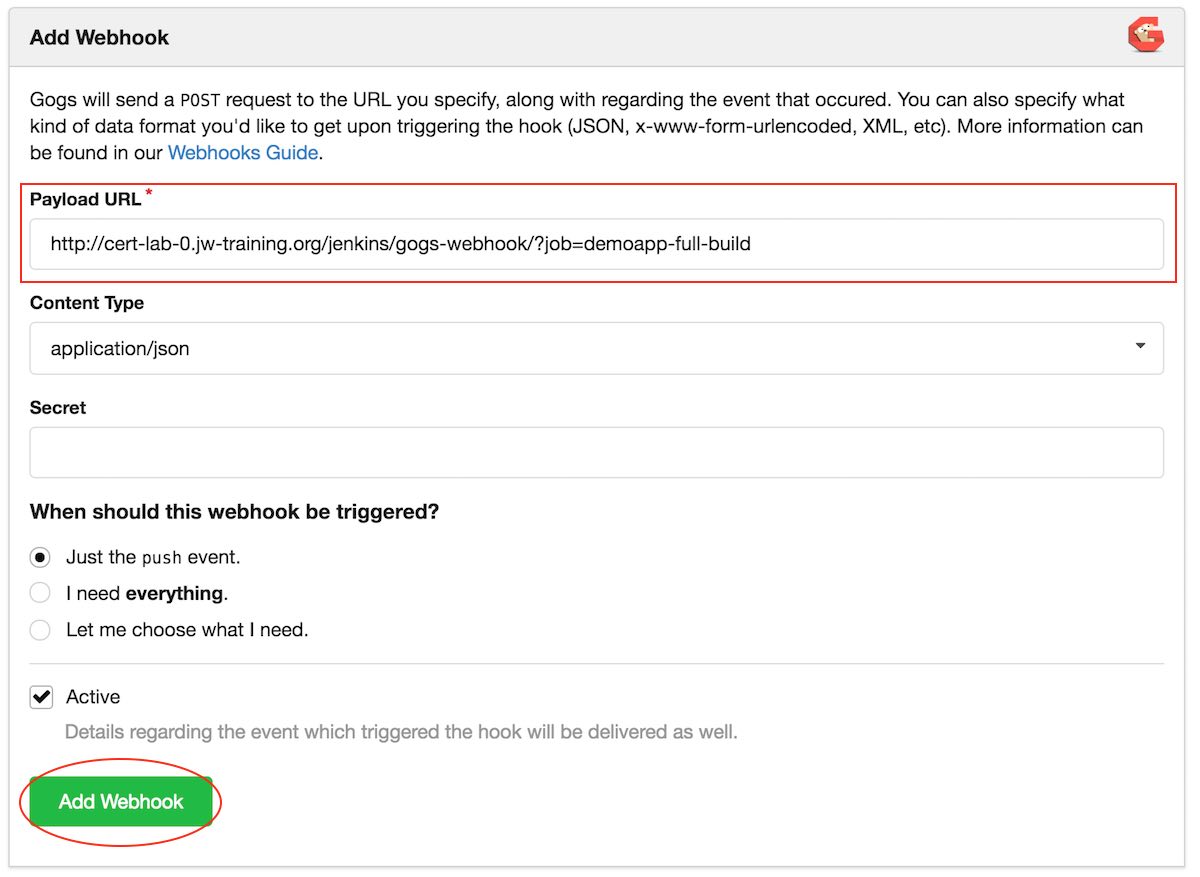 Add Webhook
Gogs will send a POST request to the URL you specify, along with regarding the event that occured. You can also specify what
kind of data format you'd like to get upon triggering the hook (JSON, x-www-form-urlencoded, XML, etc). More information can
be found in our Webhooks Guide.
Payload URL *
http://cert-lab-0.jw-training.org/jenkins/gogs-webhook/?job=demoapp-full-build
Content Type
application/json
Secret
When should this webhook be triggered?
Just the push event.
I need everything.
Let me choose what I need.
Active
Details regarding the event which triggered the hook will be delivered as well.
Add Webhook